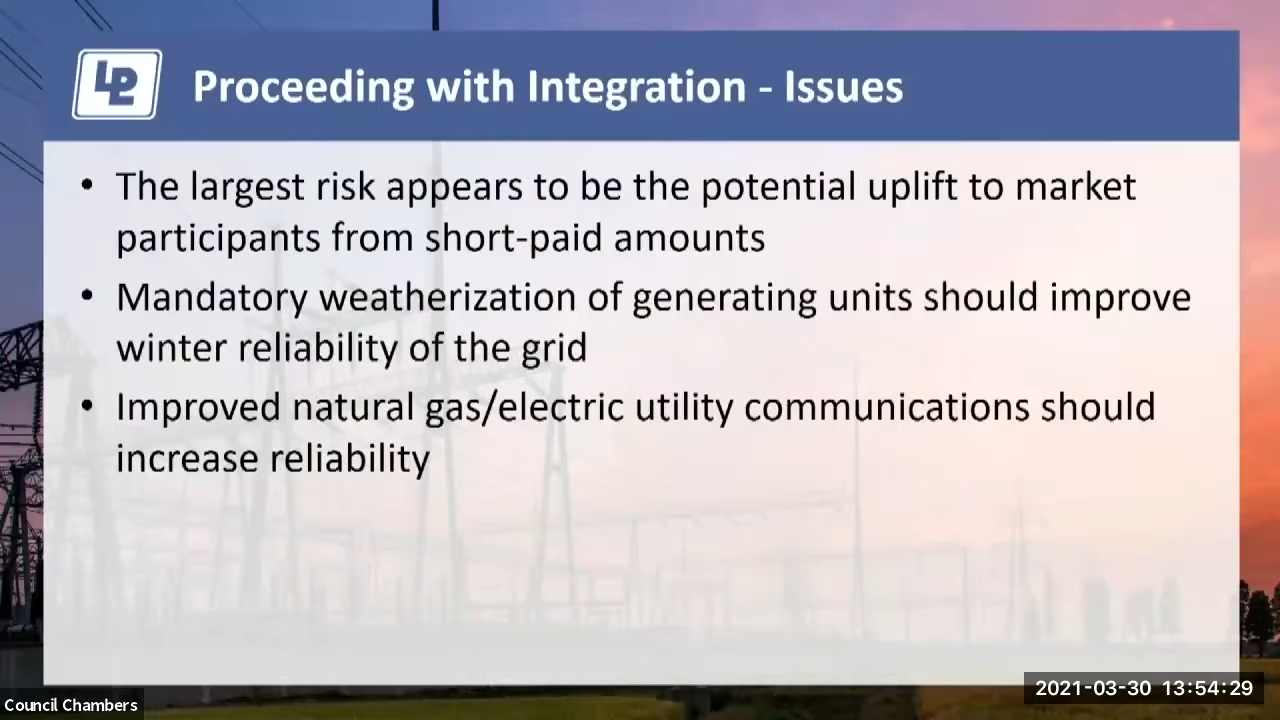 LP
Proceeding with Integration - Issues
• The largest risk appears to be the potential uplift to market
participants from short-paid amounts
• Mandatory weatherization of generating units should improve
winter reliability of the grid
• Improved natural gas/electric utility communications should
increase reliability
2021-03-30 13:54:29
Council Chambers